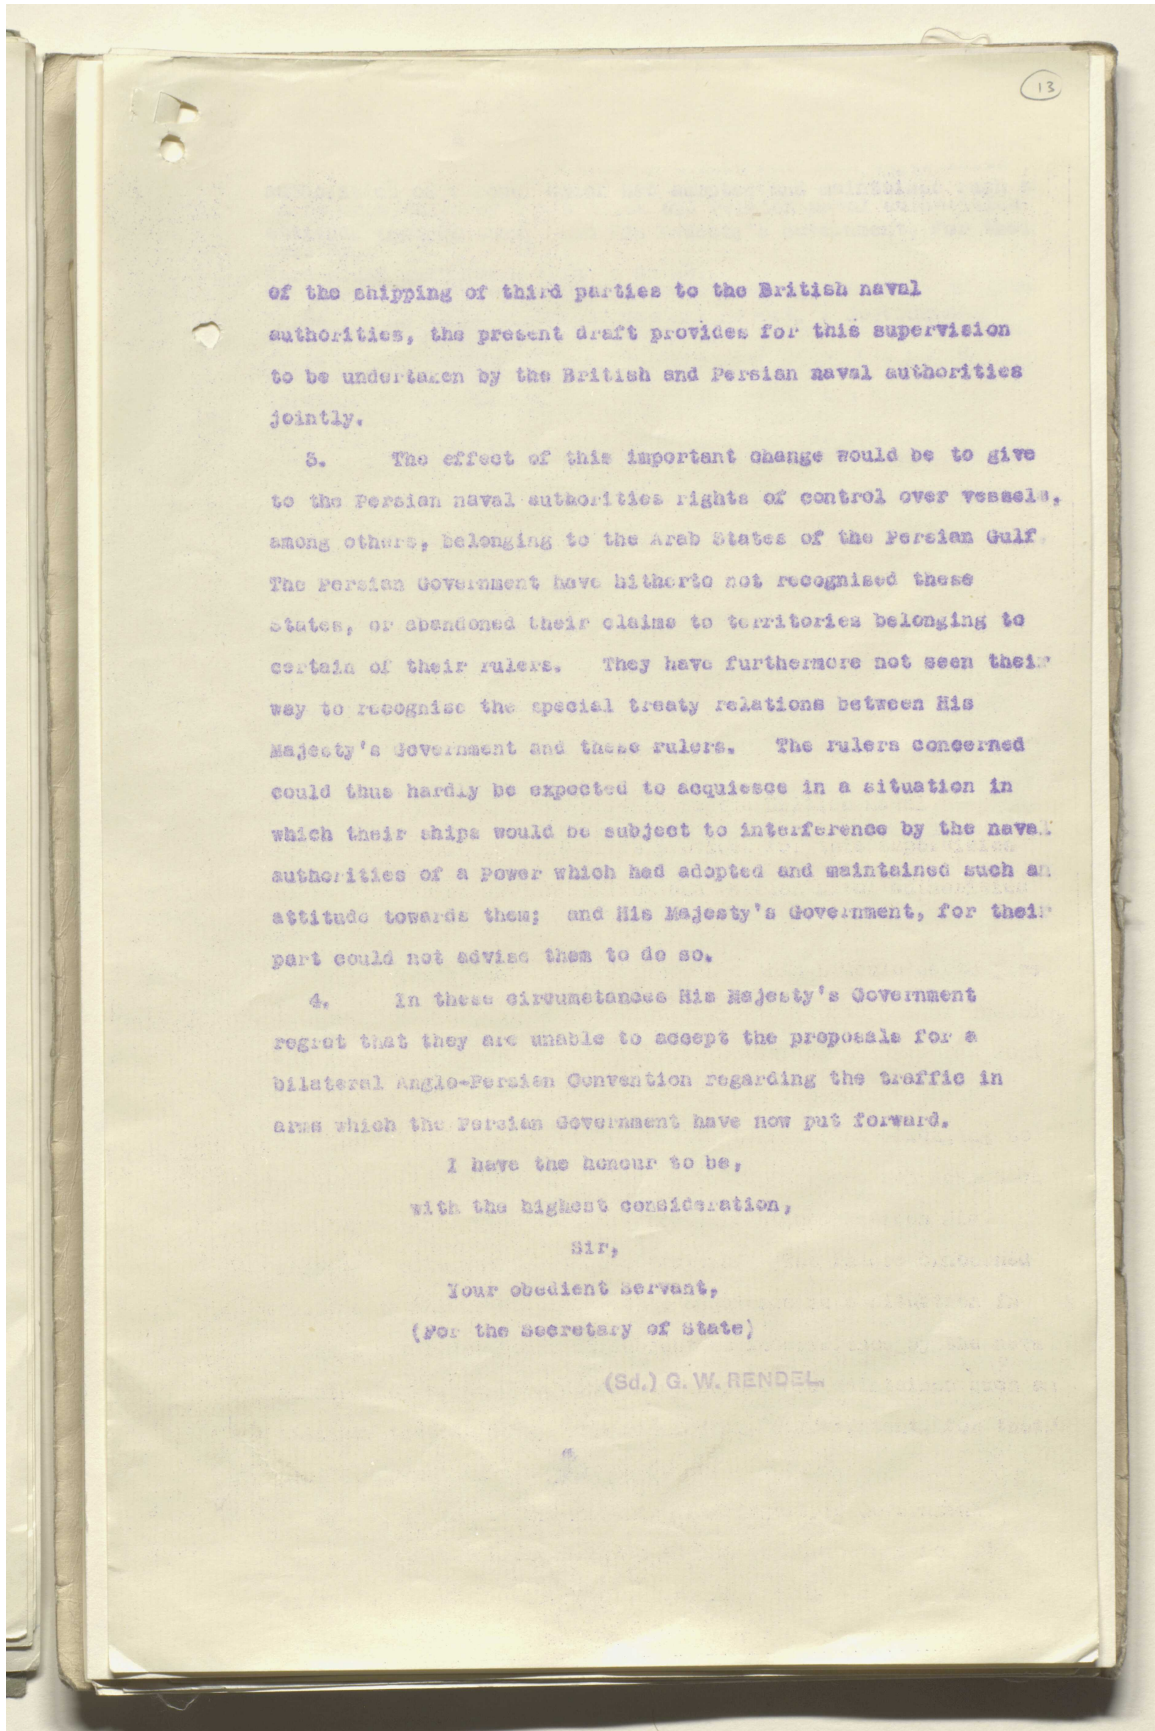 13
of the shipping of third parties to the British naval
authorities, the present draft provides for this supervision
to be undertaken by the British and Persian naval authorities
jointly.
3. The effect of this important change would be to give
to the Persian naval authorities rights of control over vessels,
among others, belonging to the Arab States of the Persian Gulf.
The Persian Government have hitherto not recognised these
States, or abandoned their claims to territories belonging to
certain of their rulers. They have furthermore not seen their
way to recognise the special treaty relations between His
Majesty's Government and these rulers. The rulers concerned
could thus hardly be expected to acquiesce in a situation in
which their ships would be subject to interference by the naval
authorities of a Power which had adopted and maintained such an
attitude towards them; and His Majesty's Government, for their
part could not advise them to do so.
4. In these circumstances His Majesty's Government
regret that they are unable to accept the proposals for a
bilateral Anglo-Persian Convention regarding the traffic in
arms which the Persian Government have now put forward.
I have the honour to be,
with the highest consideration,
Sir,
Your obedient Servant,
(For the Secretary of State)
(Sd.) G. W. RENDEL.